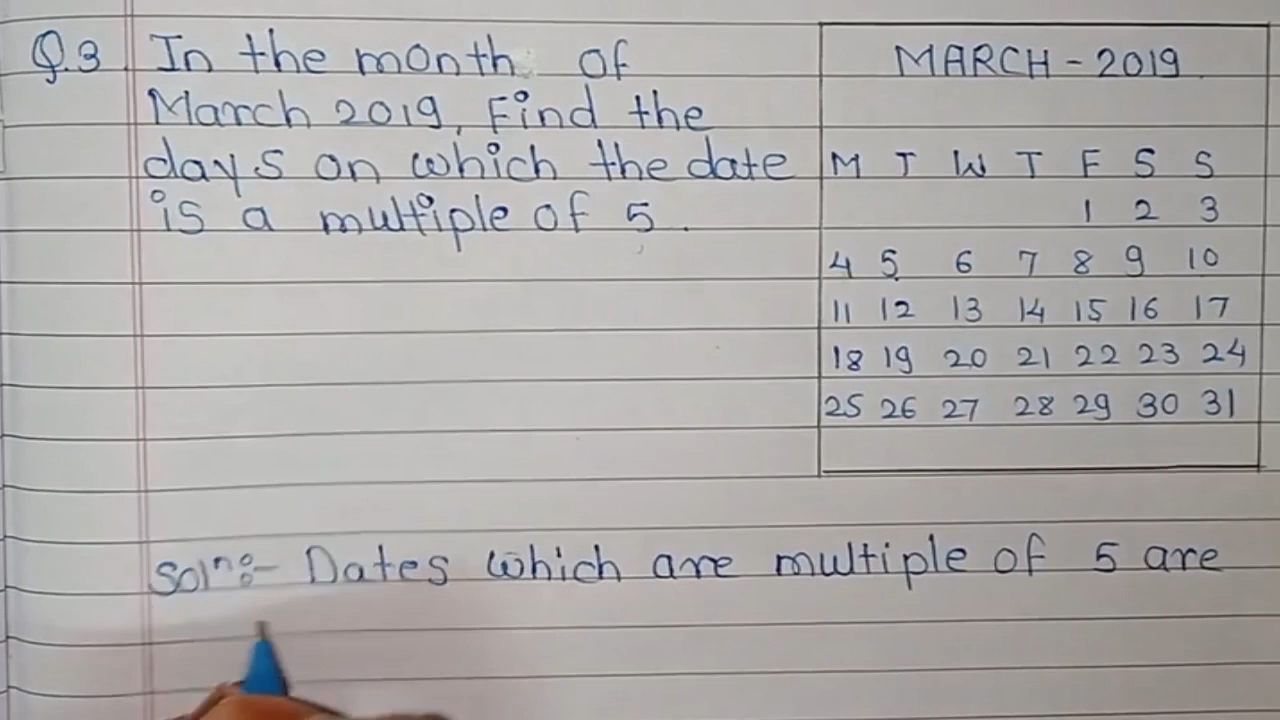 Q.3. In the month of
March 2019, Find the
days on which the date
is a multiple of 5.
MARCH - 2019
M T W T F S S
1 2 3
4 5 6 7 8 9 10
11 12 13 14 15 16 17
18 19 20 21 22 23 24
25 26 27 28 29 30 31
Solⁿ:- Dates which are multiple of 5 are